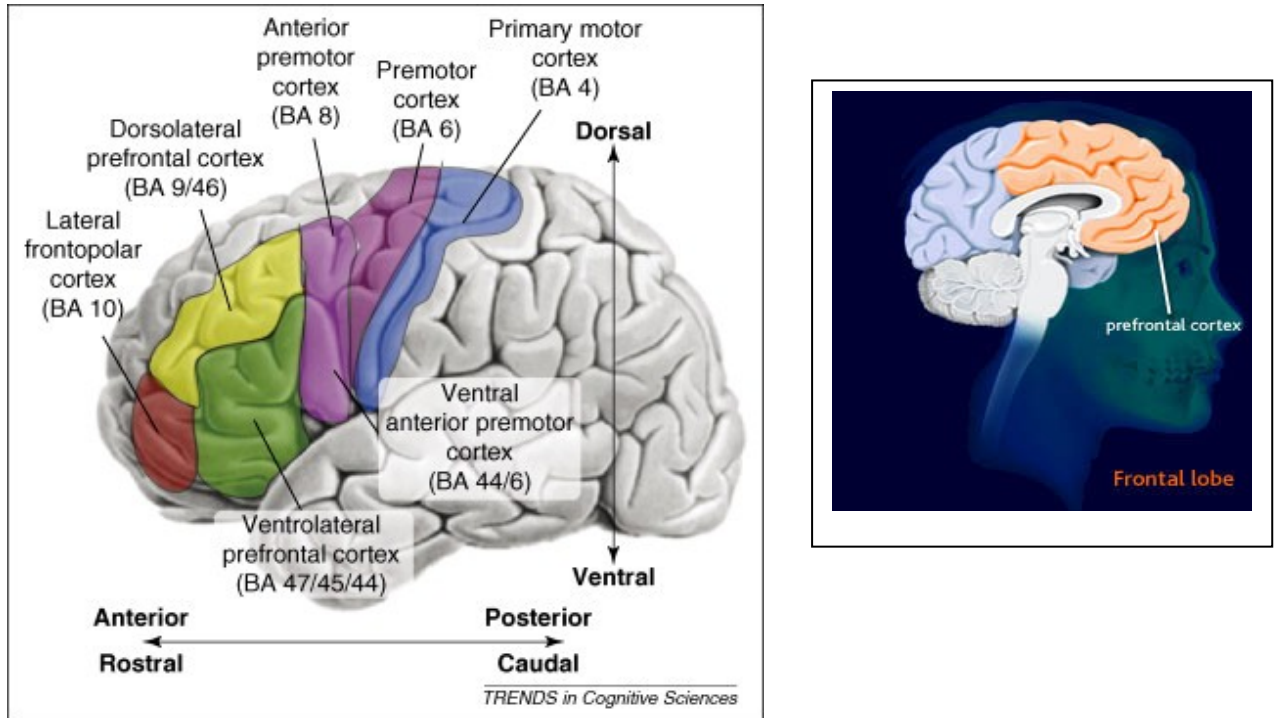 Anterior
premotor
cortex
(BA 8)
Primary motor
cortex
(BA 4)
Premotor
cortex
(BA 6)
Dorsolateral
prefrontal cortex
(BA 9/46)
Dorsal
Lateral
frontopolar
cortex
(BA 10)
Ventral
anterior premotor
cortex
(BA 44/6)
Ventrolateral
prefrontal cortex
(BA 47/45/44)
Ventral
Anterior
Posterior
Rostral
Caudal
TRENDS in Cognitive Sciences
prefrontal cortex
Frontal lobe